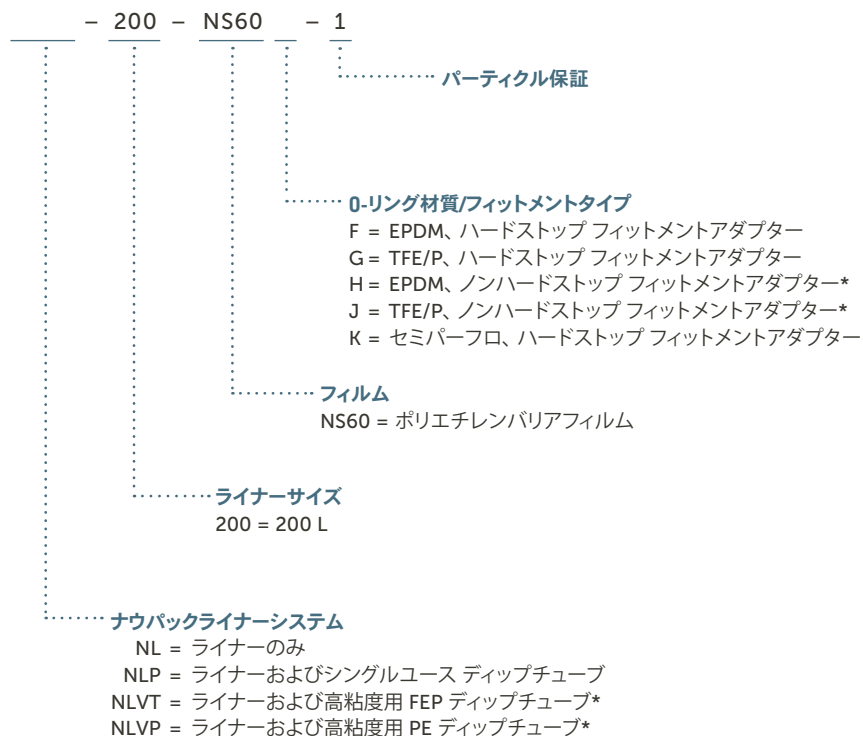 – 200 – NS60 – 1
パーティクル保証
O-リング材質/フィットメントタイプ
F = EPDM、ハードストップ フィットメントアダプター
G = TFE/P、ハードストップ フィットメントアダプター
H = EPDM、ノンハードストップ フィットメントアダプター*
J = TFE/P、ノンハードストップ フィットメントアダプター*
K = セミパーフロ、ハードストップ フィットメントアダプター
フィルム
NS60 = ポリエチレンバリアフィルム
ライナーサイズ
200 = 200 L
ナウパックライナーシステム
NL = ライナーのみ
NLP = ライナーおよびシングルユース ディップチューブ
NLVT = ライナーおよび高粘度用 FEP ディップチューブ*
NLVP = ライナーおよび高粘度用 PE ディップチューブ*